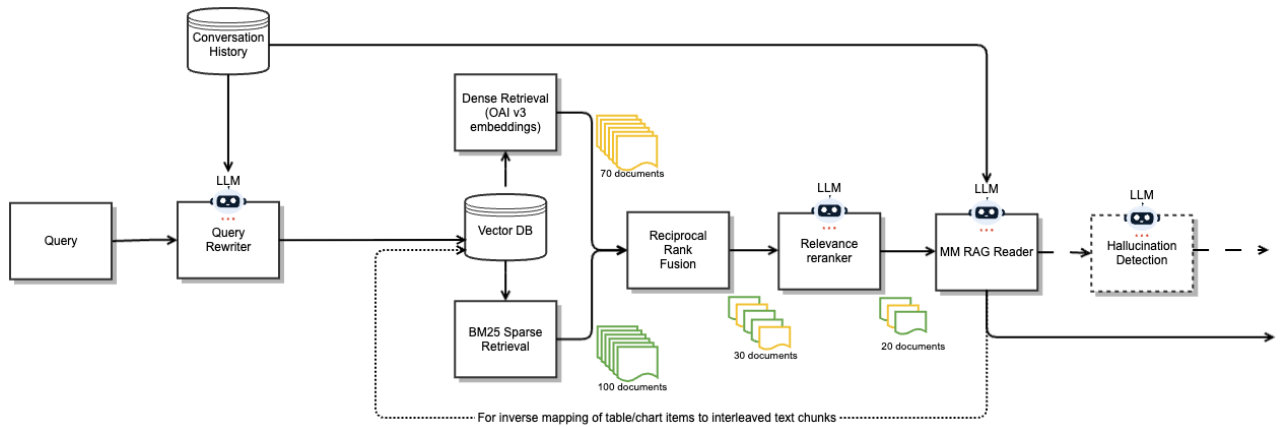 Conversation
History
Dense Retrieval
(OAI v3
embeddings)
70 documents
LLM
Query
Rewriter
Query
Vector DB
BM25 Sparse
Retrieval
100 documents
Reciprocal
Rank
Fusion
30 documents
LLM
Relevance
reranker
20 documents
LLM
MM RAG Reader
LLM
Hallucination
Detection
For inverse mapping of table/chart items to interleaved text chunks